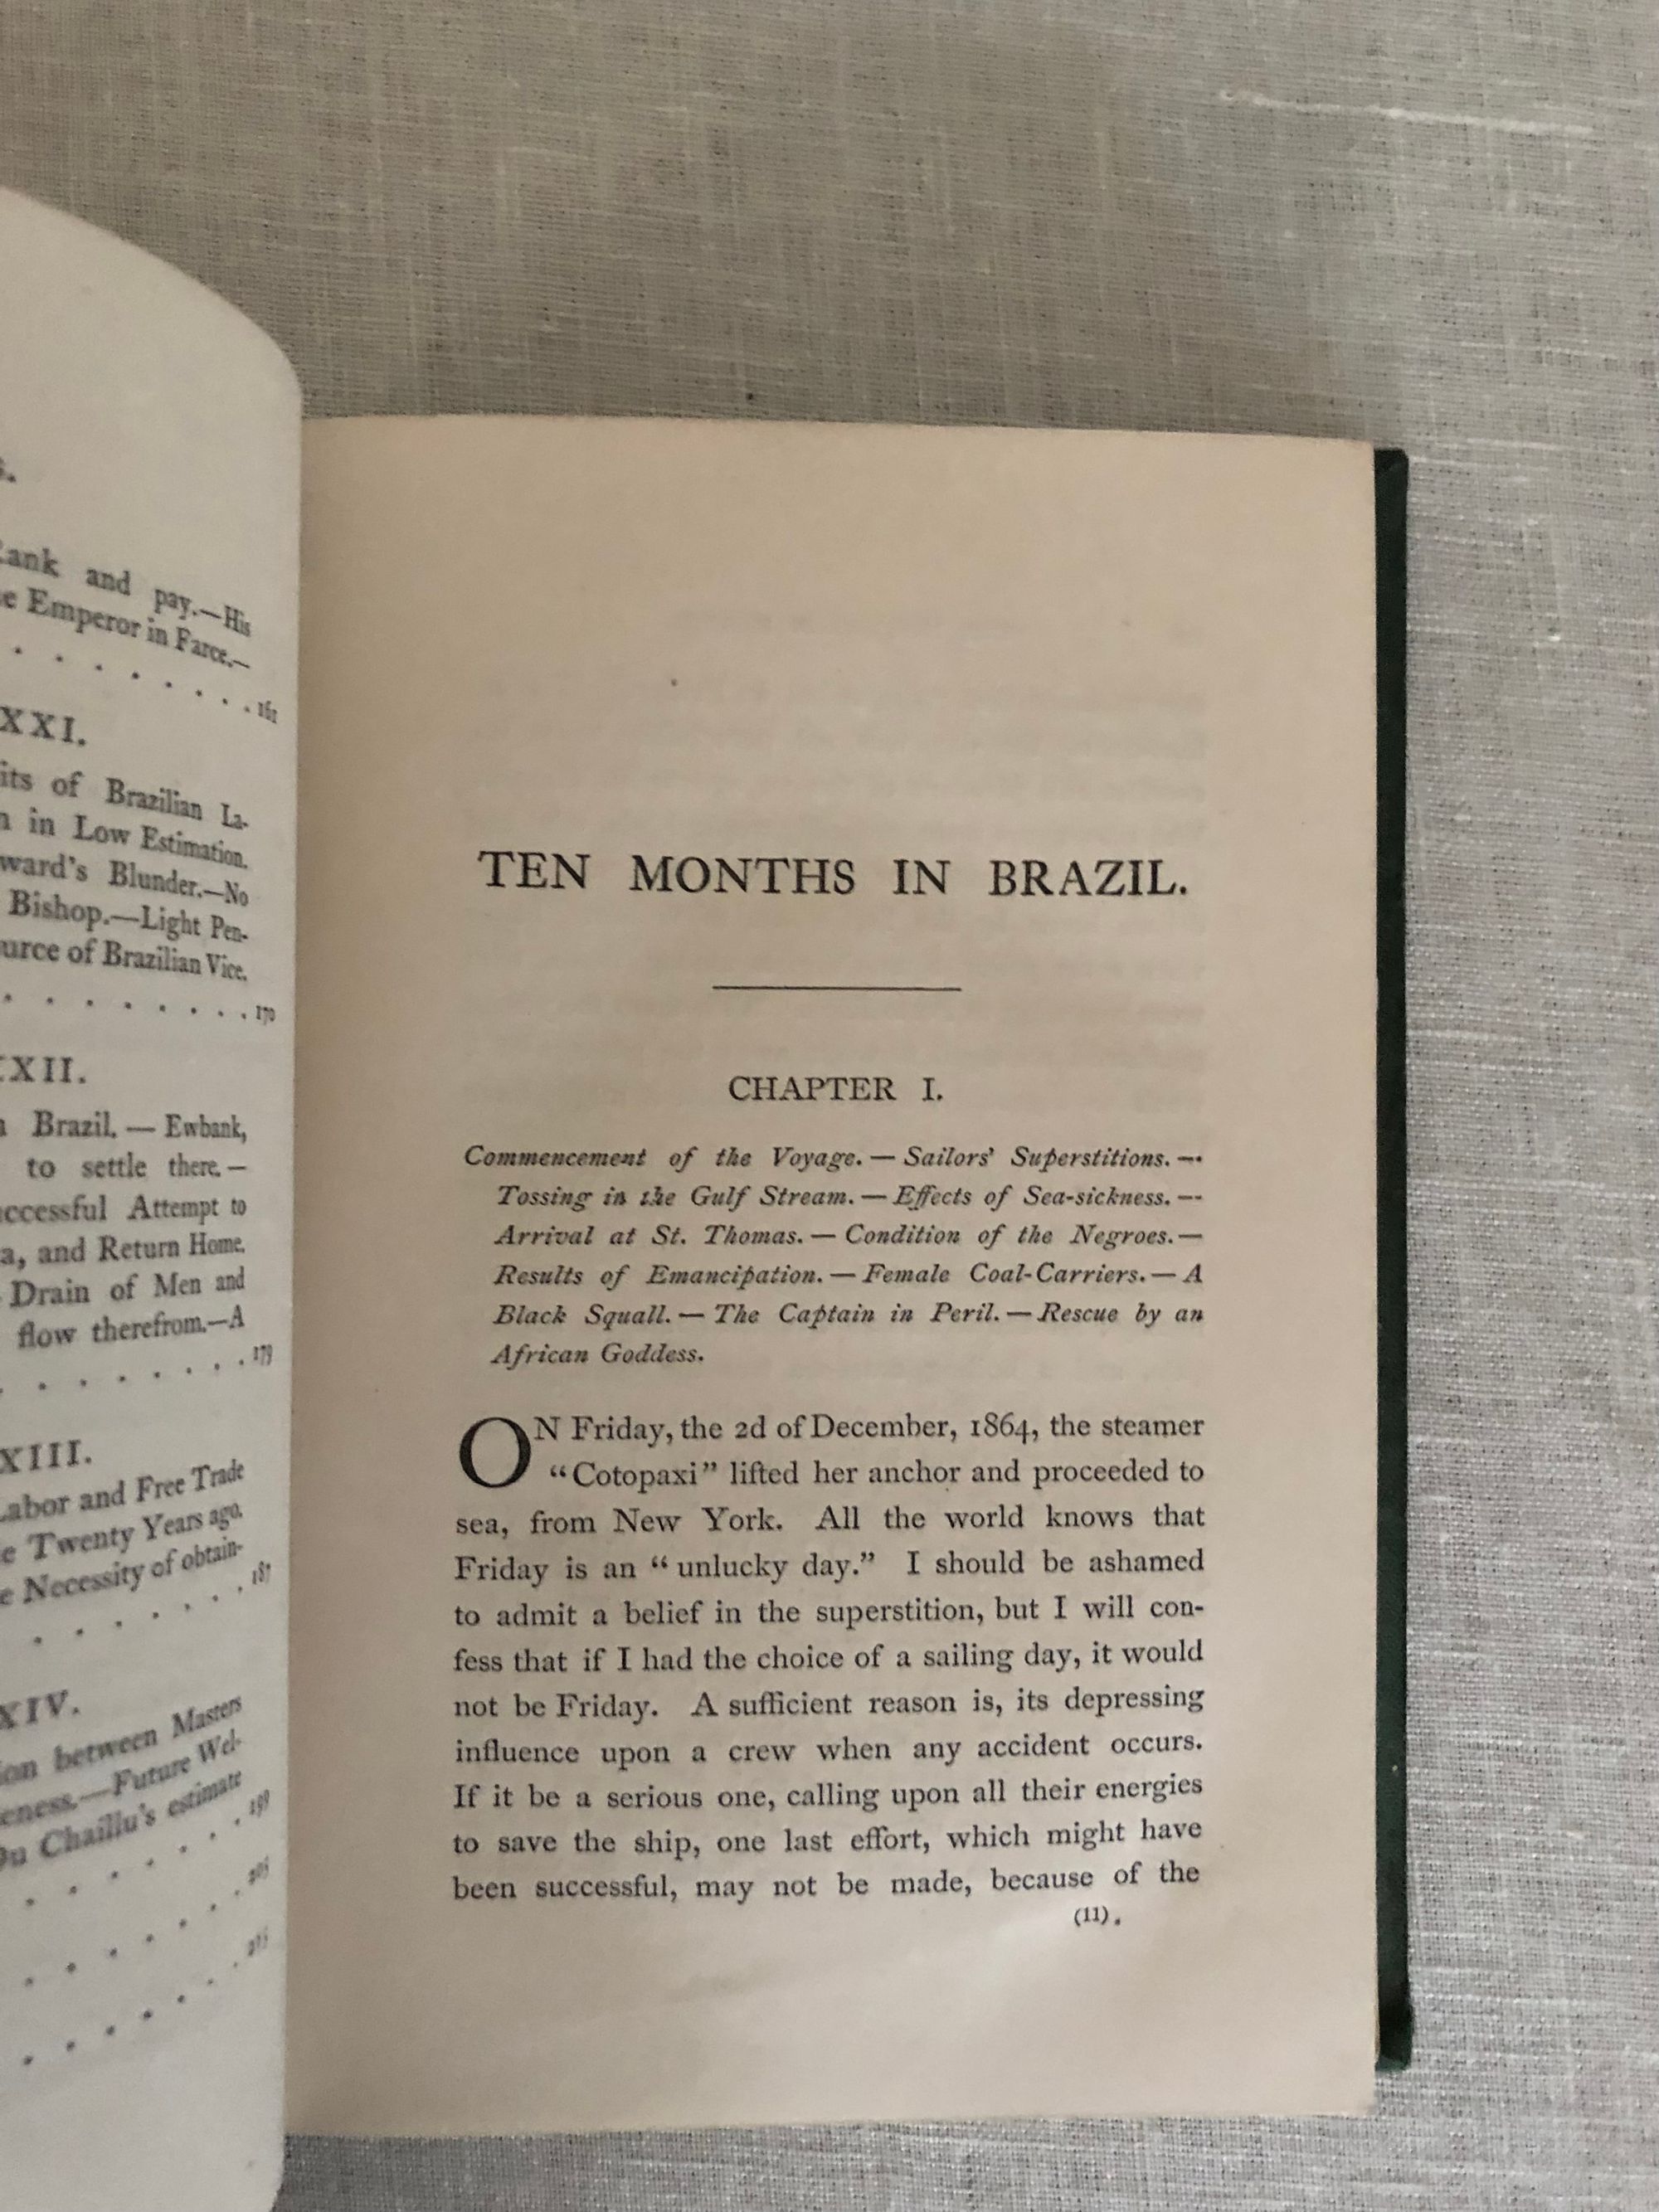 s.
and pay.—His
e Emperor in Farce.—
. . . . . . . . 161
XXI.
its of Brazilian La-
n in Low Estimation.
ward's Blunder.—No
Bishop.—Light Pen-
urce of Brazilian Vice.
. . . . . . . . 170
XII.
Brazil. — Ewbank,
to settle there. —
uccessful Attempt to
a, and Return Home.
Drain of Men and
flow therefrom.—A
. . . . . . . 179
XIII.
Labor and Free Trade
e Twenty Years ago.
e Necessity of obtain-
. . . . . . 187
XIV.
ion between Masters
eness.—Future Wel-
Du Chaillu's estimate
TEN MONTHS IN BRAZIL.
CHAPTER I.
Commencement of the Voyage. — Sailors' Superstitions. —
Tossing in the Gulf Stream. — Effects of Sea-sickness. —
Arrival at St. Thomas. — Condition of the Negroes. —
Results of Emancipation. — Female Coal-Carriers. — A
Black Squall. — The Captain in Peril. — Rescue by an
African Goddess.
ON Friday, the 2d of December, 1864, the steamer
“Cotopaxi” lifted her anchor and proceeded to
sea, from New York. All the world knows that
Friday is an “ unlucky day.” I should be ashamed
to admit a belief in the superstition, but I will con-
fess that if I had the choice of a sailing day, it would
not be Friday. A sufficient reason is, its depressing
influence upon a crew when any accident occurs.
If it be a serious one, calling upon all their energies
to save the ship, one last effort, which might have
been successful, may not be made, because of the
(11).